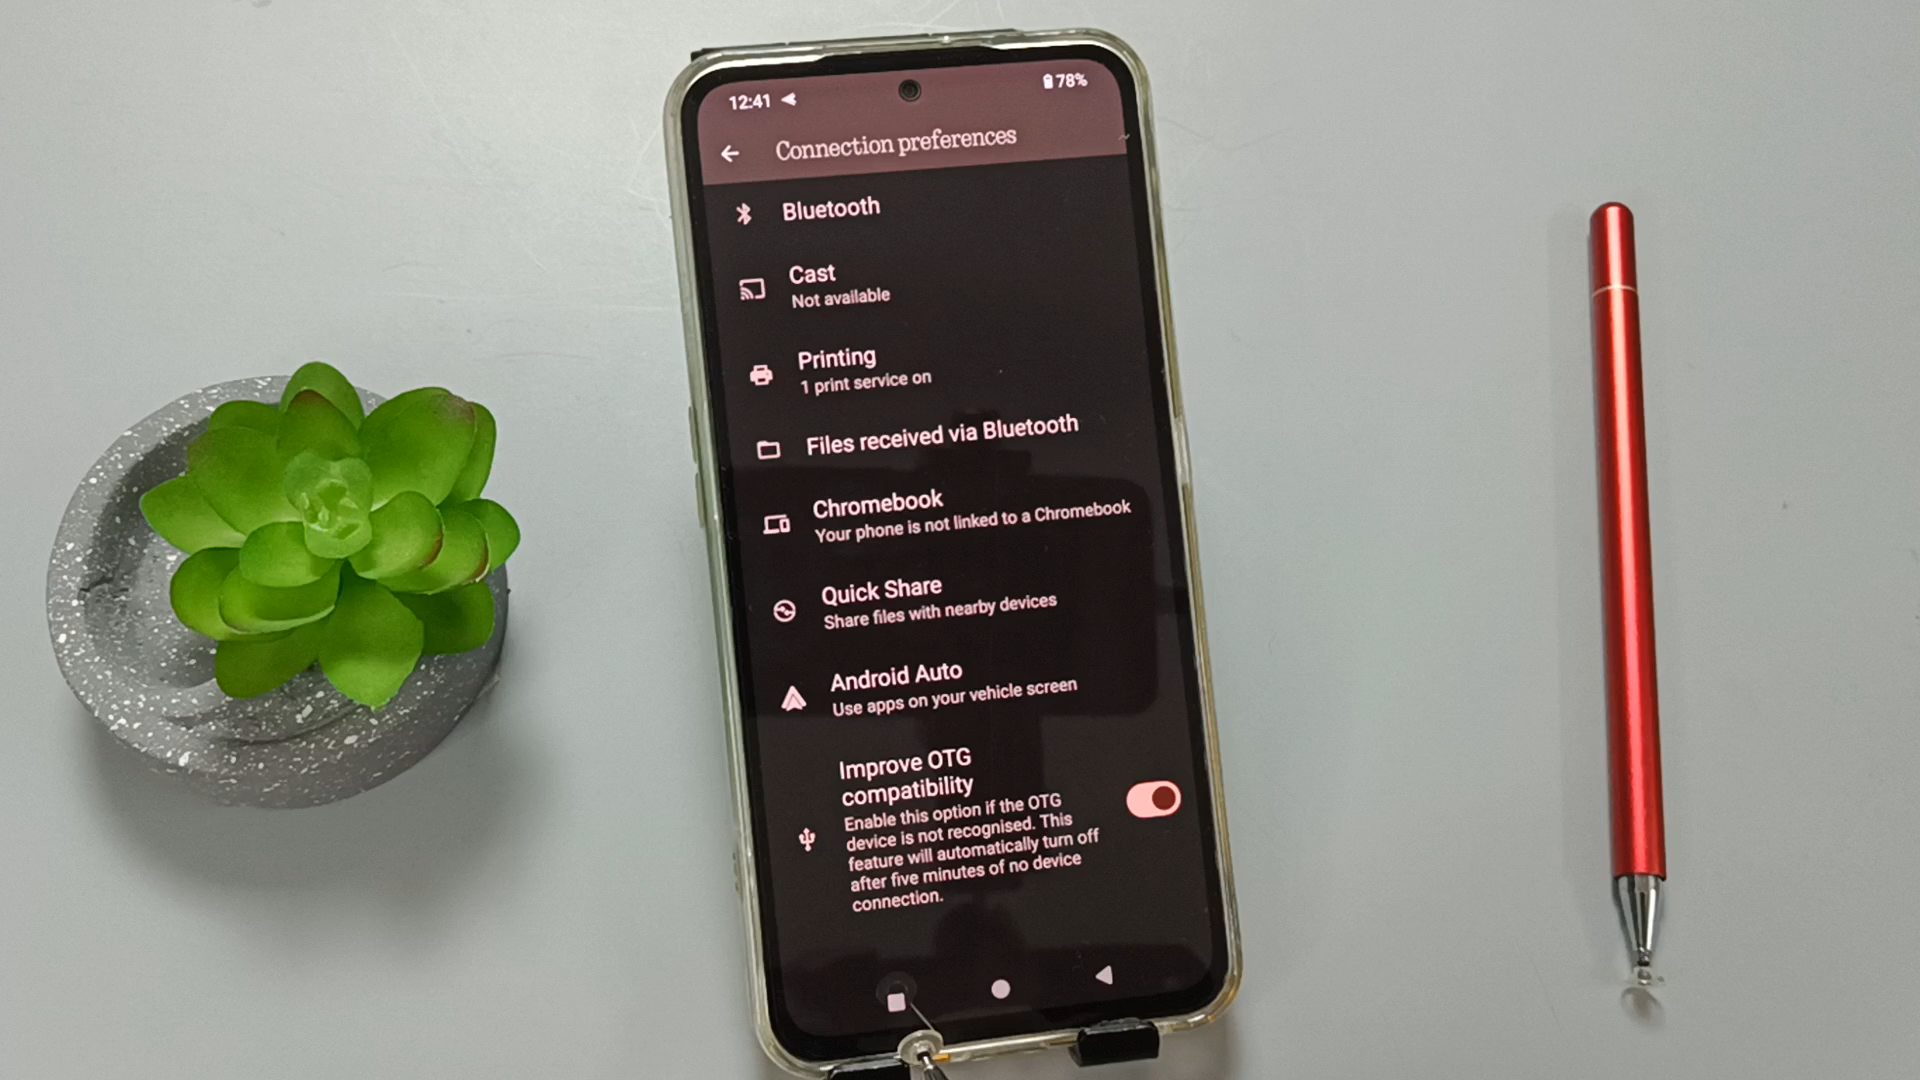 12:41
78%
Connection preferences
Bluetooth
Cast
Not available
Printing
1 print service on
Files received via Bluetooth
Chromebook
Your phone is not linked to a Chromebook
Quick Share
Share files with nearby devices
Android Auto
Use apps on your vehicle screen
Improve OTG
compatibility
Enable this option if the OTG
device is not recognised. This
feature will automatically turn off
after five minutes of no device
connection.